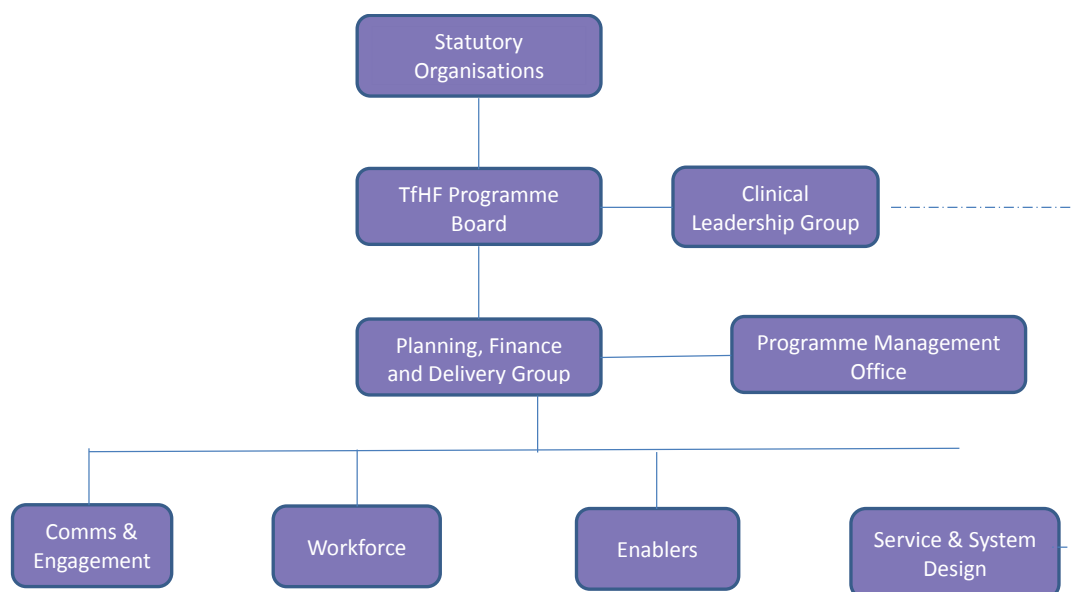 Statutory
Organisations
TfHF Programme
Board
Clinical
Leadership Group
Planning, Finance
and Delivery Group
Programme Management
Office
Comms &
Engagement
Workforce
Enablers
Service & System
Design